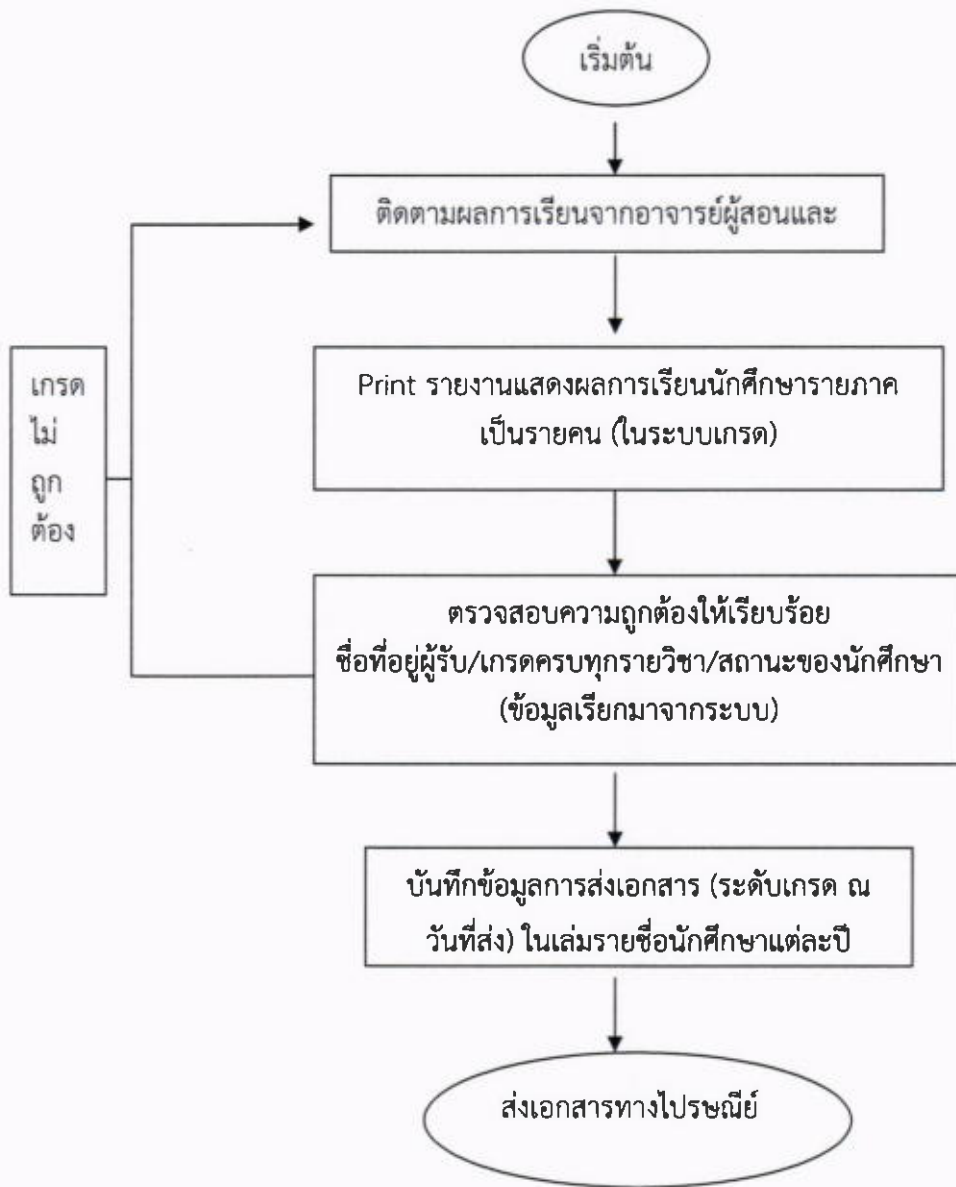 เริ่มต้น
ติดตามผลการเรียนจากอาจารย์ผู้สอนและ
Print รายงานแสดงผลการเรียนนักศึกษารายภาค
เป็นรายคน (ในระบบเกรด)
เกรด
ไม่
ถูก
ต้อง
ตรวจสอบความถูกต้องให้เรียบร้อย
ชื่อที่อยู่ผู้รับ/เกรดครบทุกรายวิชา/สถานะของนักศึกษา
(ข้อมูลเรียกมาจากระบบ)
บันทึกข้อมูลการส่งเอกสาร (ระดับเกรด ณ
วันที่ส่ง) ในเล่มรายชื่อนักศึกษาแต่ละปี
ส่งเอกสารทางไปรษณีย์